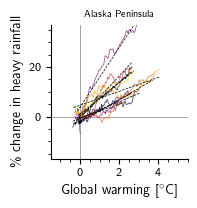 Alaska Peninsula
% change in heavy rainfall
20
0
0 2 4
Global warming [°C]